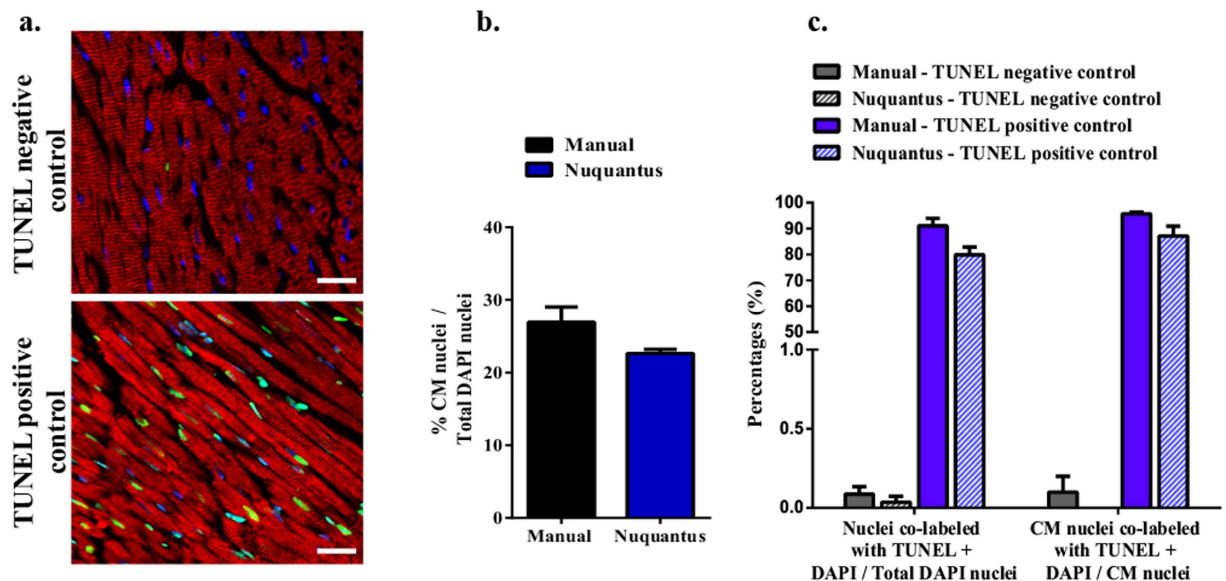 a.
TUNEL negative
control
TUNEL positive
control
b.
Manual
Nuquantus
% CM nuclei /
Total DAPI nuclei
40
30
20
10
0
Manual
Nuquantus
c.
Manual - TUNEL negative control
Nuquantus - TUNEL negative control
Manual - TUNEL positive control
Nuquantus - TUNEL positive control
Percentages (%)
100
90
80
70
60
50
1.0
0.5
0.0
Nuclei co-labeled
with TUNEL +
DAPI / Total DAPI nuclei
CM nuclei co-labeled
with TUNEL +
DAPI / CM nuclei